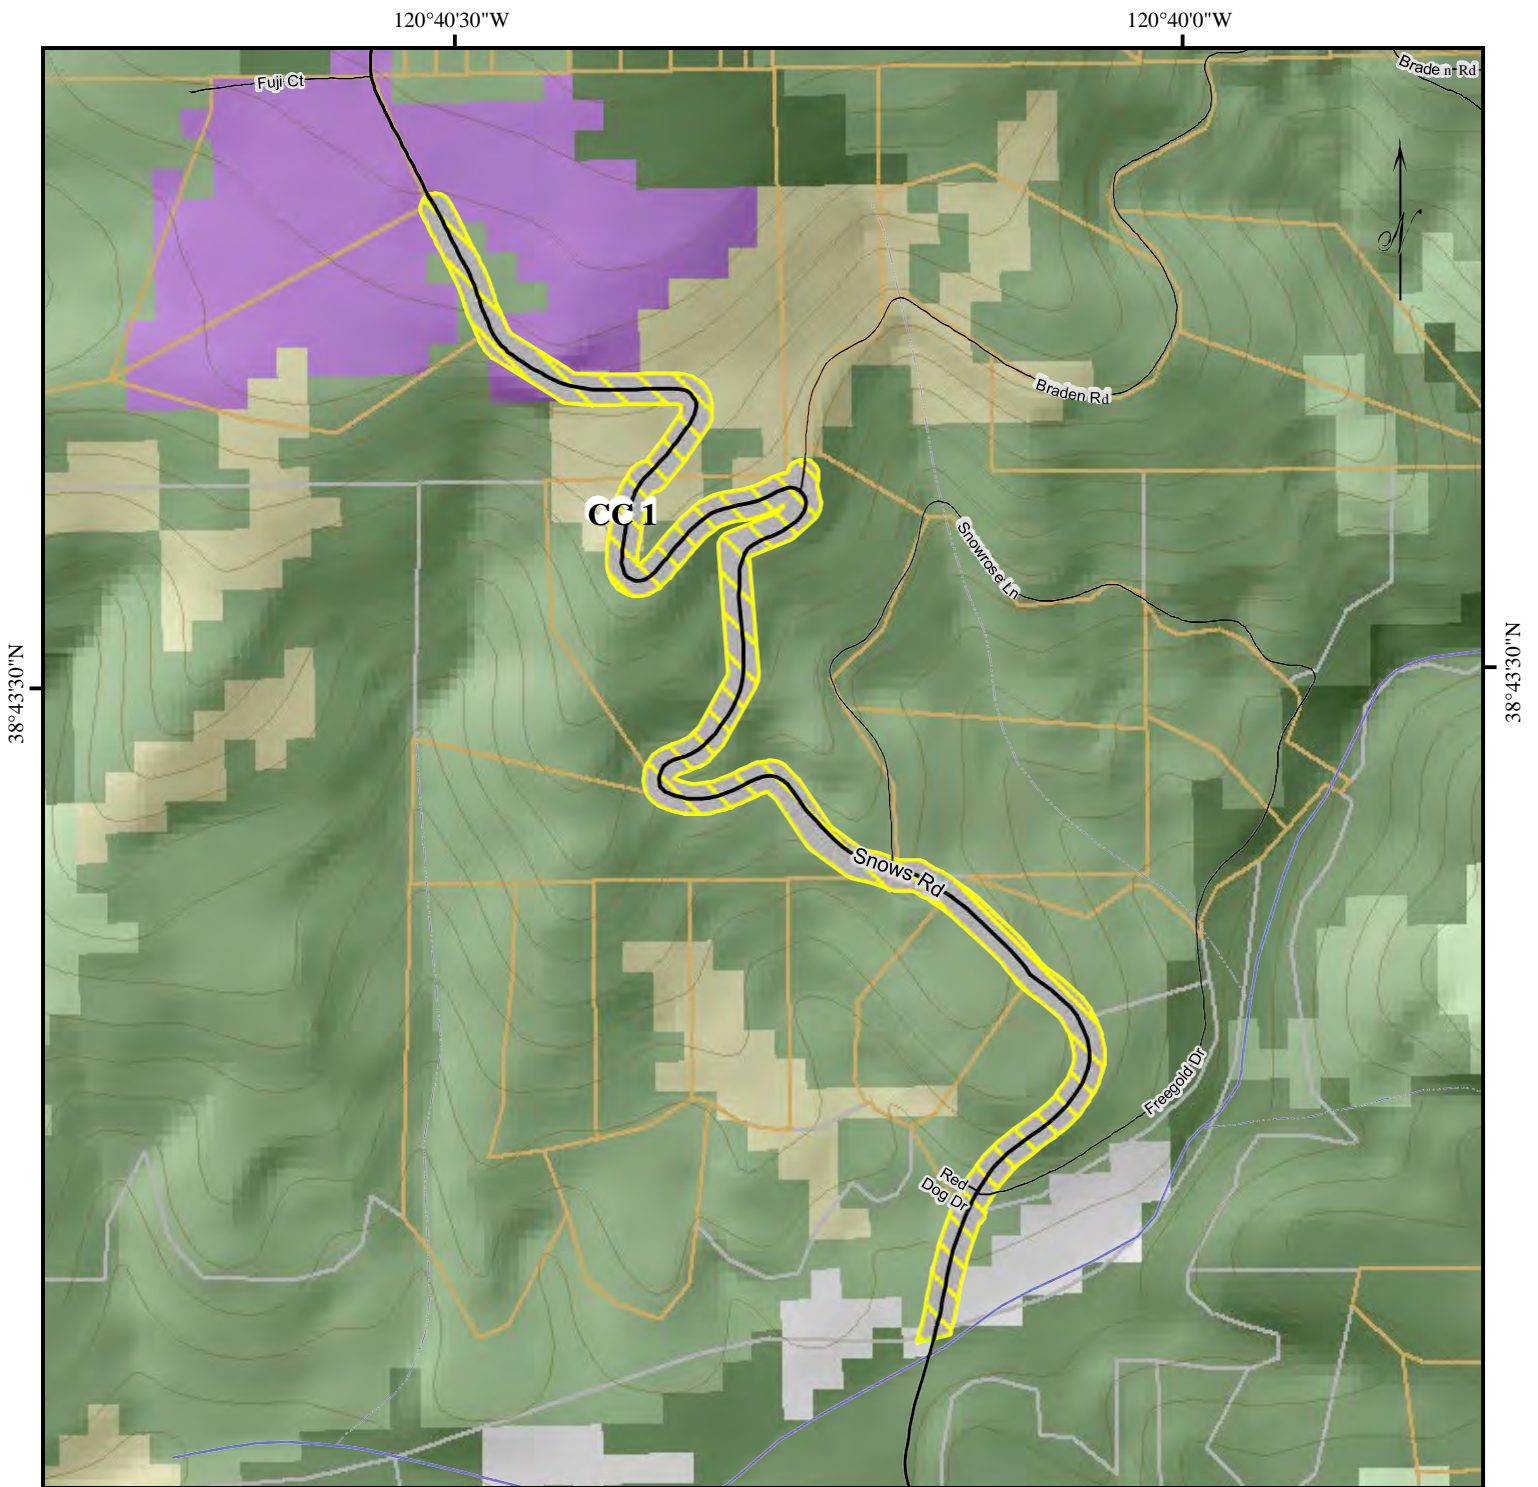 120°40'30"W
120°40'0"W
Fuji Ct
Braden Rd
N
Braden Rd
CC 1
Snowrose Ln
38°43'30"N
38°43'30"N
Snows Rd
Freegold Dr
Red
Dog Dr